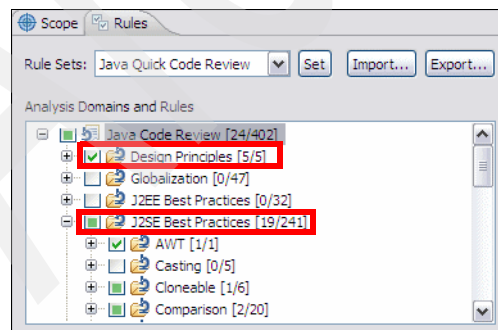 Scope Rules
Rule Sets: Java Quick Code Review Set Import... Export...
Analysis Domains and Rules
Java Code Review [24/402]
Design Principles [5/5]
Globalization [0/47]
J2EE Best Practices [0/32]
J2SE Best Practices [19/241]
AWT [1/1]
Casting [0/5]
Cloneable [1/6]
Comparison [2/20]